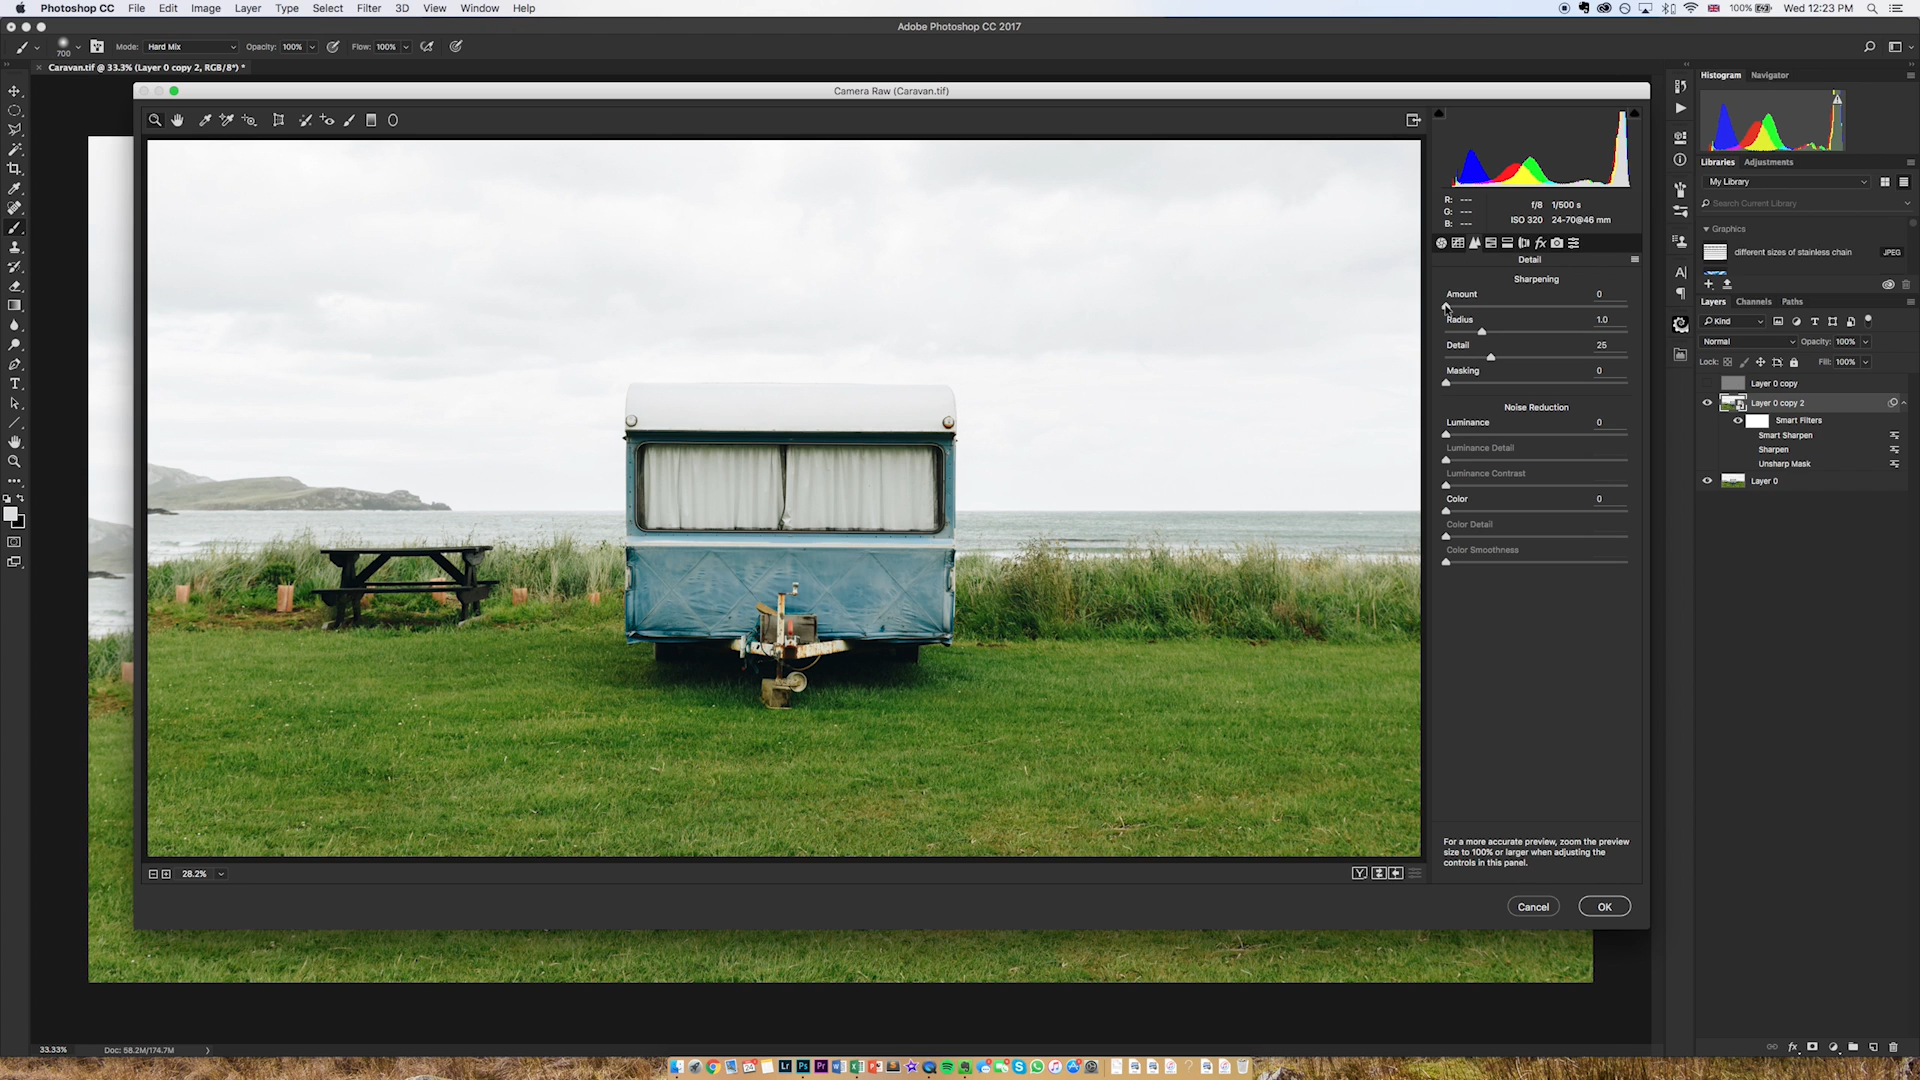 Photoshop CC File Edit Image Layer Type Select Filter 3D View Window Help 100% Wed 12:23 PM
Adobe Photoshop CC 2017
700 Mode: Hard Mix Opacity: 100% Flow: 100%
Caravan.tif @ 33.3% (Layer 0 copy 2, RGB/8*) *
Camera Raw (Caravan.tif)
R: ---
G: ---
B: ---
f/8 1/500 s
ISO 320 24-70@46 mm
Detail
Sharpening
Amount 0
Radius 1.0
Detail 25
Masking 0
Noise Reduction
Luminance 0
Luminance Detail
Luminance Contrast
Color 0
Color Detail
Color Smoothness
For a more accurate preview, zoom the preview
size to 100% or larger when adjusting the
controls in this panel.
28.2%
Y
Cancel OK
Histogram Navigator
Libraries Adjustments
My Library
Search Current Library
Graphics
different sizes of stainless chain JPEG
Layers Channels Paths
Kind
Normal Opacity: 100%
Lock: Fill: 100%
Layer 0 copy
Layer 0 copy 2
Smart Filters
Smart Sharpen
Sharpen
Unsharp Mask
Layer 0
33.33% Doc: 58.2M/174.7M
Lr Ps Pr